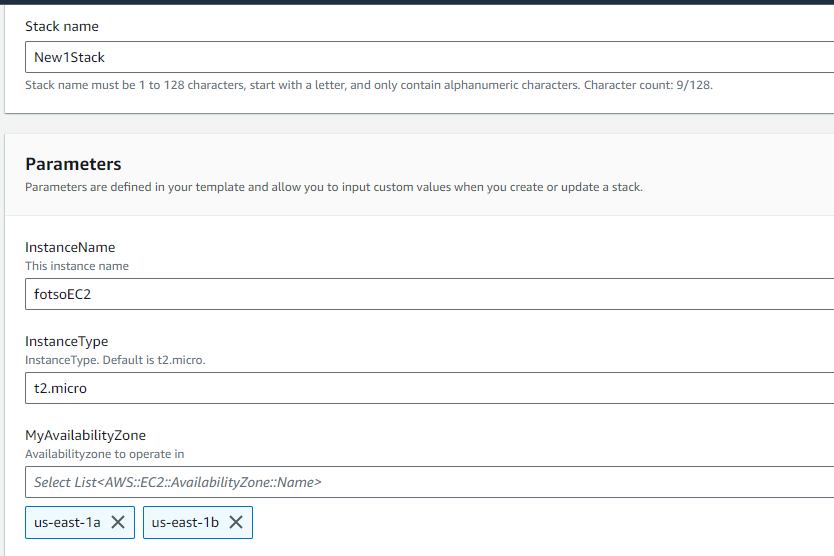 Stack name
New1Stack
Stack name must be 1 to 128 characters, start with a letter, and only contain alphanumeric characters. Character count: 9/128.
Parameters
Parameters are defined in your template and allow you to input custom values when you create or update a stack.
InstanceName
This instance name
fotsoEC2
InstanceType
InstanceType. Default is t2.micro.
t2.micro
MyAvailabilityZone
Availabilityzone to operate in
Select List<AWS::EC2::AvailabilityZone::Name>
us-east-1a us-east-1b